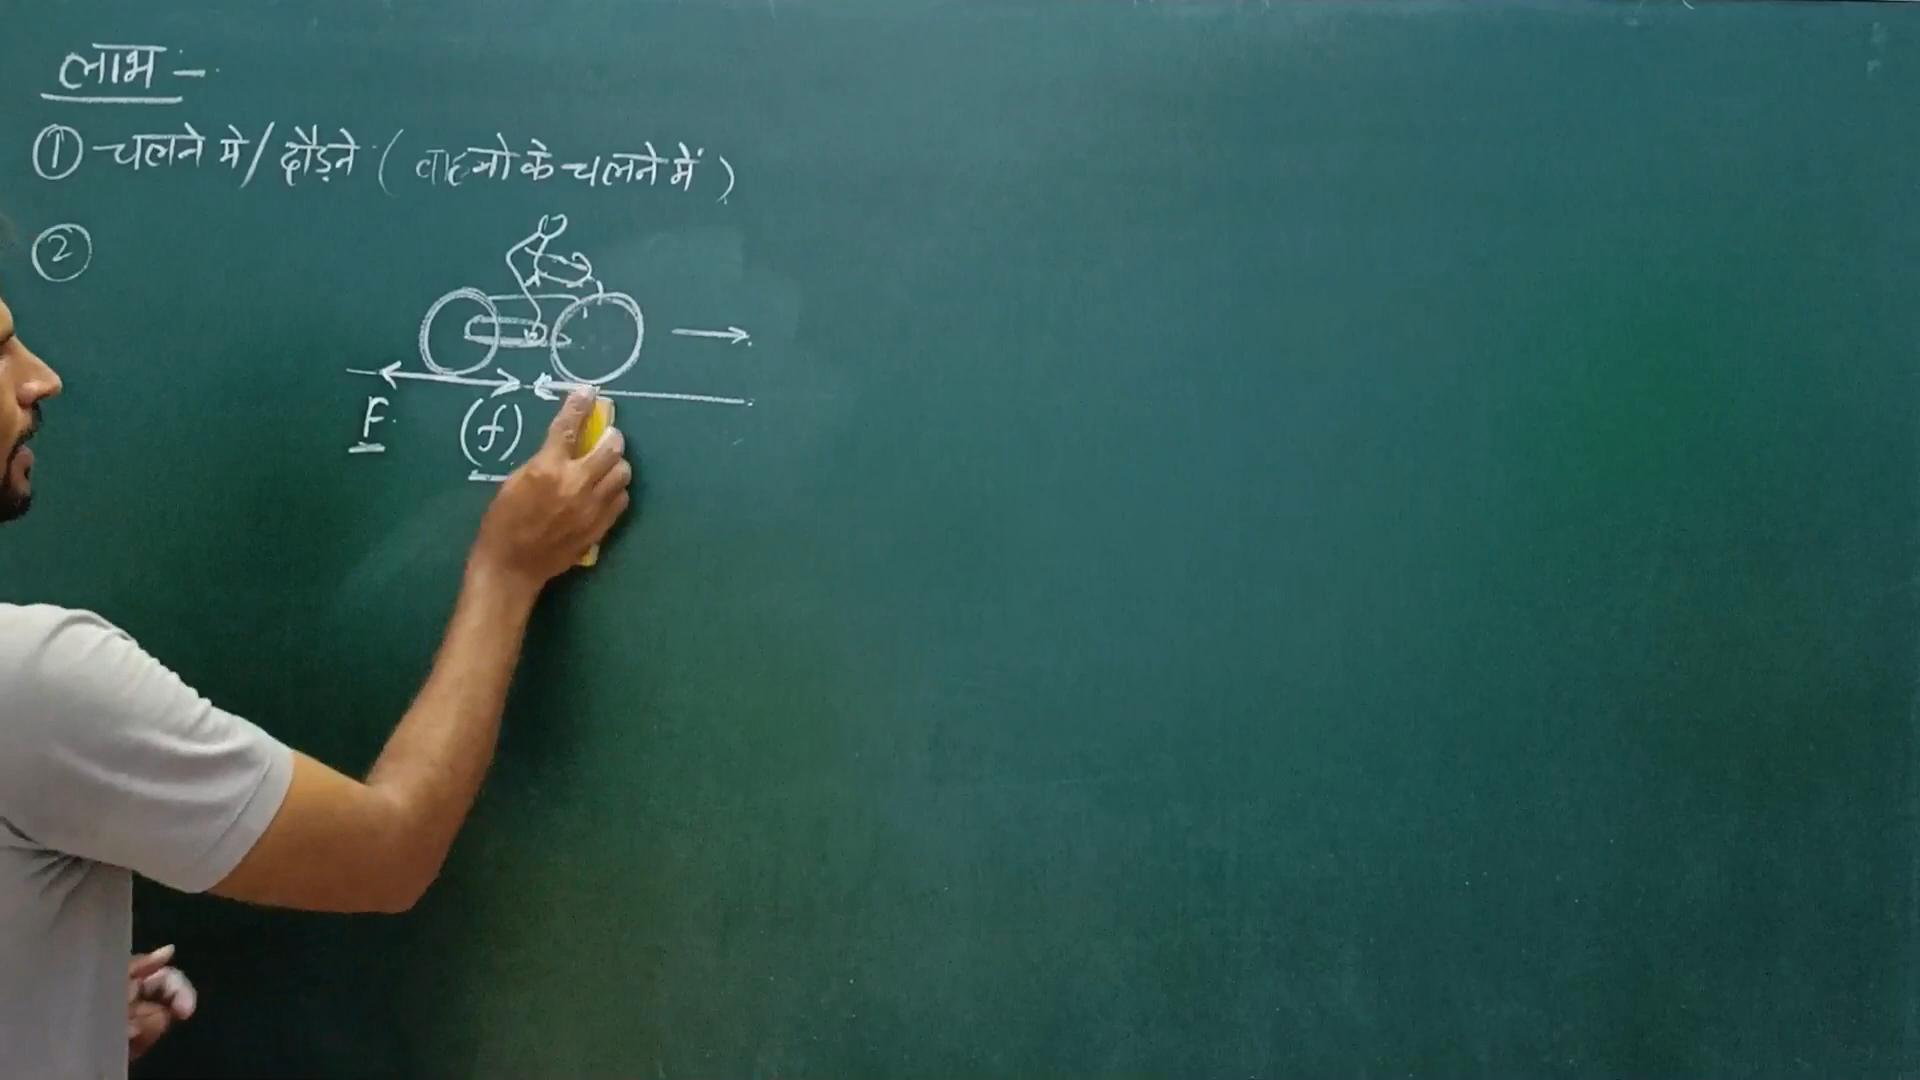 लाभ -
① चलने मे / दौड़ने ( वाहनो के चलने में )
②
F (f)